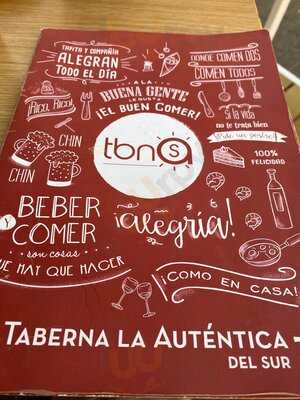 TAPITA Y COMPAÑÍA
ALEGRAN
TODO EL DÍA
DONDE COMEN DOS
COMEN TODOS
A LA
BUENA GENTE
LE GUSTA
¡EL BUEN COMER!
Rico, Rico!
Si la
vida
no te trata bien
Pide un postre!
CHIN
CHIN
tbna
S
100%
FELICIDAD
BEBER
Y
COMER
son cosas
QUE HAY QUE HACER
¡alegría!
¡COMO EN CASA!
TABERNA LA AUTÉNTICA -
DEL SUR